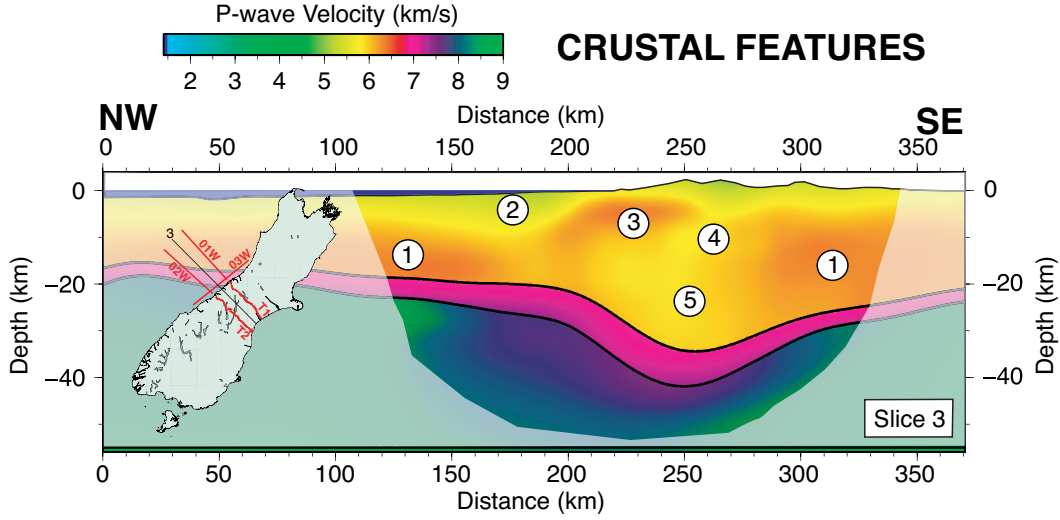 P-wave Velocity (km/s)
2 3 4 5 6 7 8 9
CRUSTAL FEATURES
NW
Distance (km)
SE
0 50 100 150 200 250 300 350
Depth (km)
0
−20
−40
0
−20
−40
Depth (km)
3
01W
03W
02W
T1
T2
1
2
3
4
5
1
Slice 3
0 50 100 150 200 250 300 350
Distance (km)